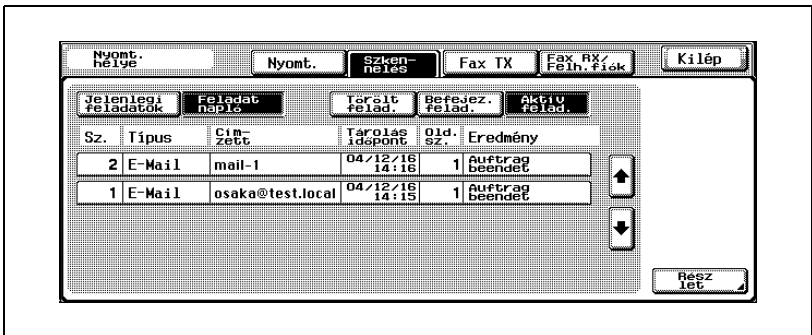 Nyomt.
helye
Nyomt.
Szken-
nelés
Fax TX
Fax RX/
Felh.fiók
Kilép
Jelenlegi
feladatok
Feladat
napló
Törölt
felad.
Befejez.
felad.
Aktív
felad.
Sz. Típus Cím-
zett Tárolás
időpont Old.
sz. Eredmény
2 E-Mail mail-1 04/12/16
14:16 1 Auftrag
beendet
1 E-Mail osaka@test.local 04/12/16
14:15 1 Auftrag
beendet
Rész
let